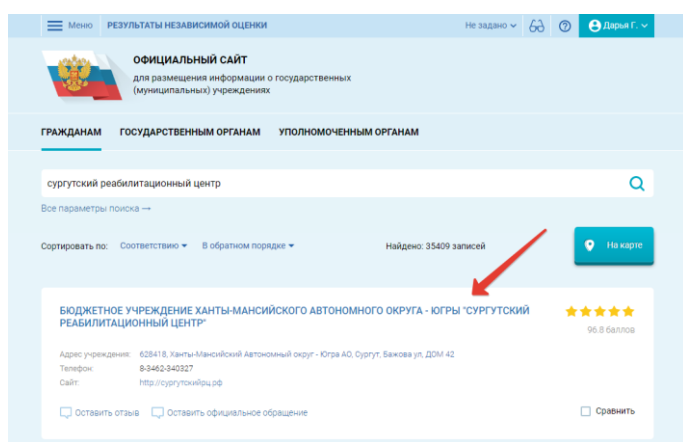 Меню РЕЗУЛЬТАТЫ НЕЗАВИСИМОЙ ОЦЕНКИ Не задано Дарья Г.
ОФИЦИАЛЬНЫЙ САЙТ
для размещения информации о государственных
(муниципальных) учреждениях
ГРАЖДАНАМ ГОСУДАРСТВЕННЫМ ОРГАНАМ УПОЛНОМОЧЕННЫМ ОРГАНАМ
сургутский реабилитационный центр
Все параметры поиска →
Сортировать по: Соответствию В обратном порядке Найдено: 35409 записей На карте
БЮДЖЕТНОЕ УЧРЕЖДЕНИЕ ХАНТЫ-МАНСИЙСКОГО АВТОНОМНОГО ОКРУГА - ЮГРЫ "СУРГУТСКИЙ
РЕАБИЛИТАЦИОННЫЙ ЦЕНТР"
96.8 баллов
Адрес учреждения: 628418, Ханты-Мансийский Автономный округ - Югра АО, Сургут, Бажова ул, ДОМ 42
Телефон: 8-3462-340327
Сайт: http://сургутскийрц.рф
Оставить отзыв Оставить официальное обращение Сравнить